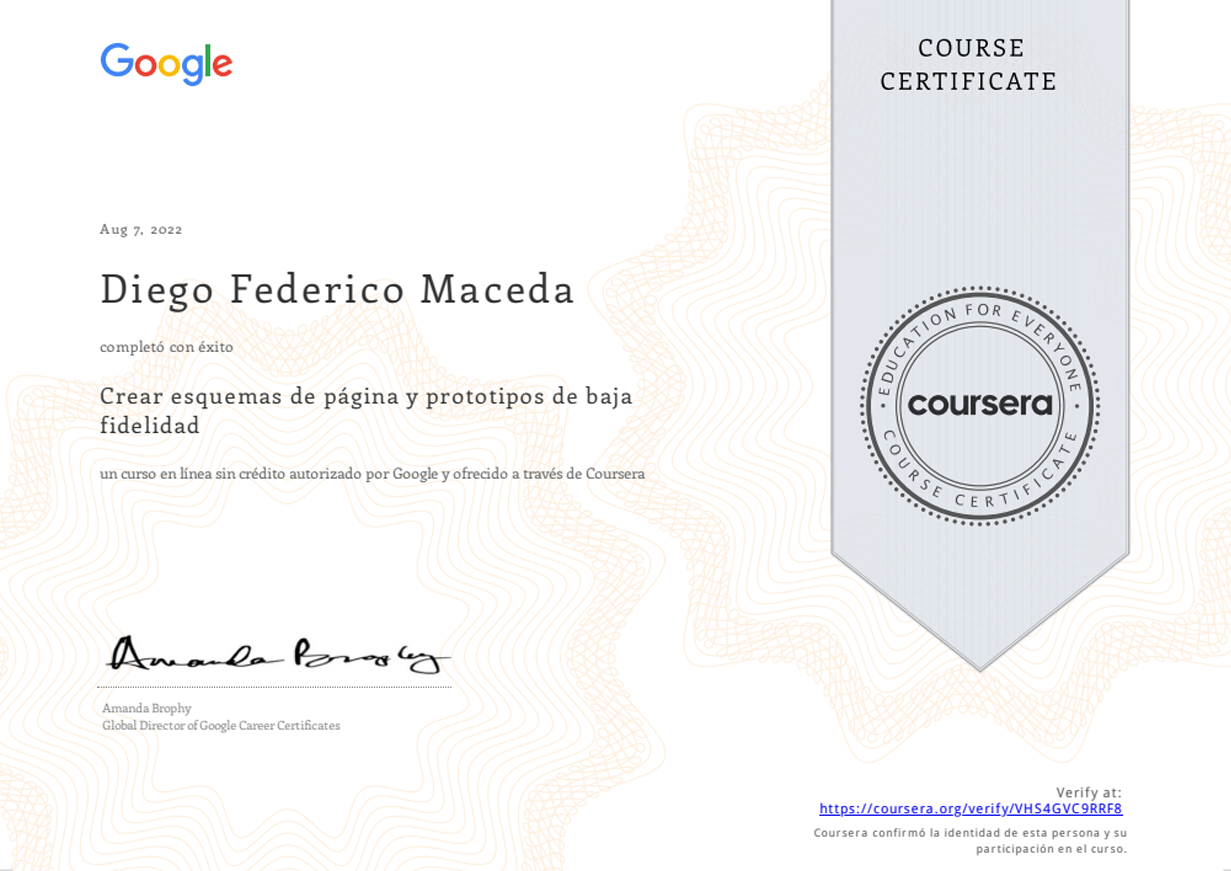 Google
COURSE
CERTIFICATE
Aug 7, 2022
Diego Federico Maceda
completó con éxito
Crear esquemas de página y prototipos de baja
fidelidad
un curso en línea sin crédito autorizado por Google y ofrecido a través de Coursera
EDUCATION FOR EVERYONE
coursera
COURSE CERTIFICATE
Amanda Brophy
Amanda Brophy
Global Director of Google Career Certificates
Verify at:
https://coursera.org/verify/VHS4GVC9RRF8
Coursera confirmó la identidad de esta persona y su
participación en el curso.